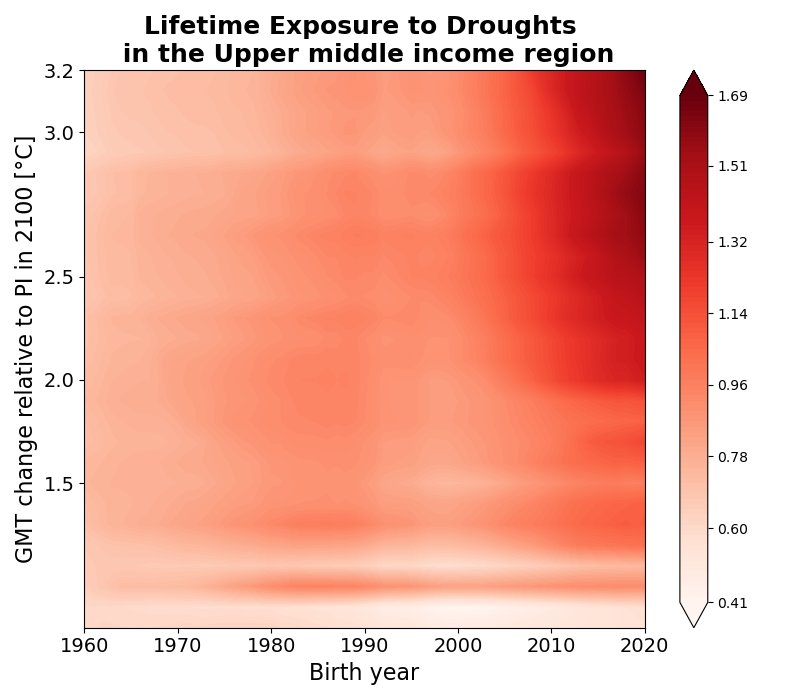 Lifetime Exposure to Droughts
in the Upper middle income region
GMT change relative to PI in 2100 [°C]
3.2
3.0
2.5
2.0
1.5
1960 1970 1980 1990 2000 2010 2020
Birth year
1.69
1.51
1.32
1.14
0.96
0.78
0.60
0.41